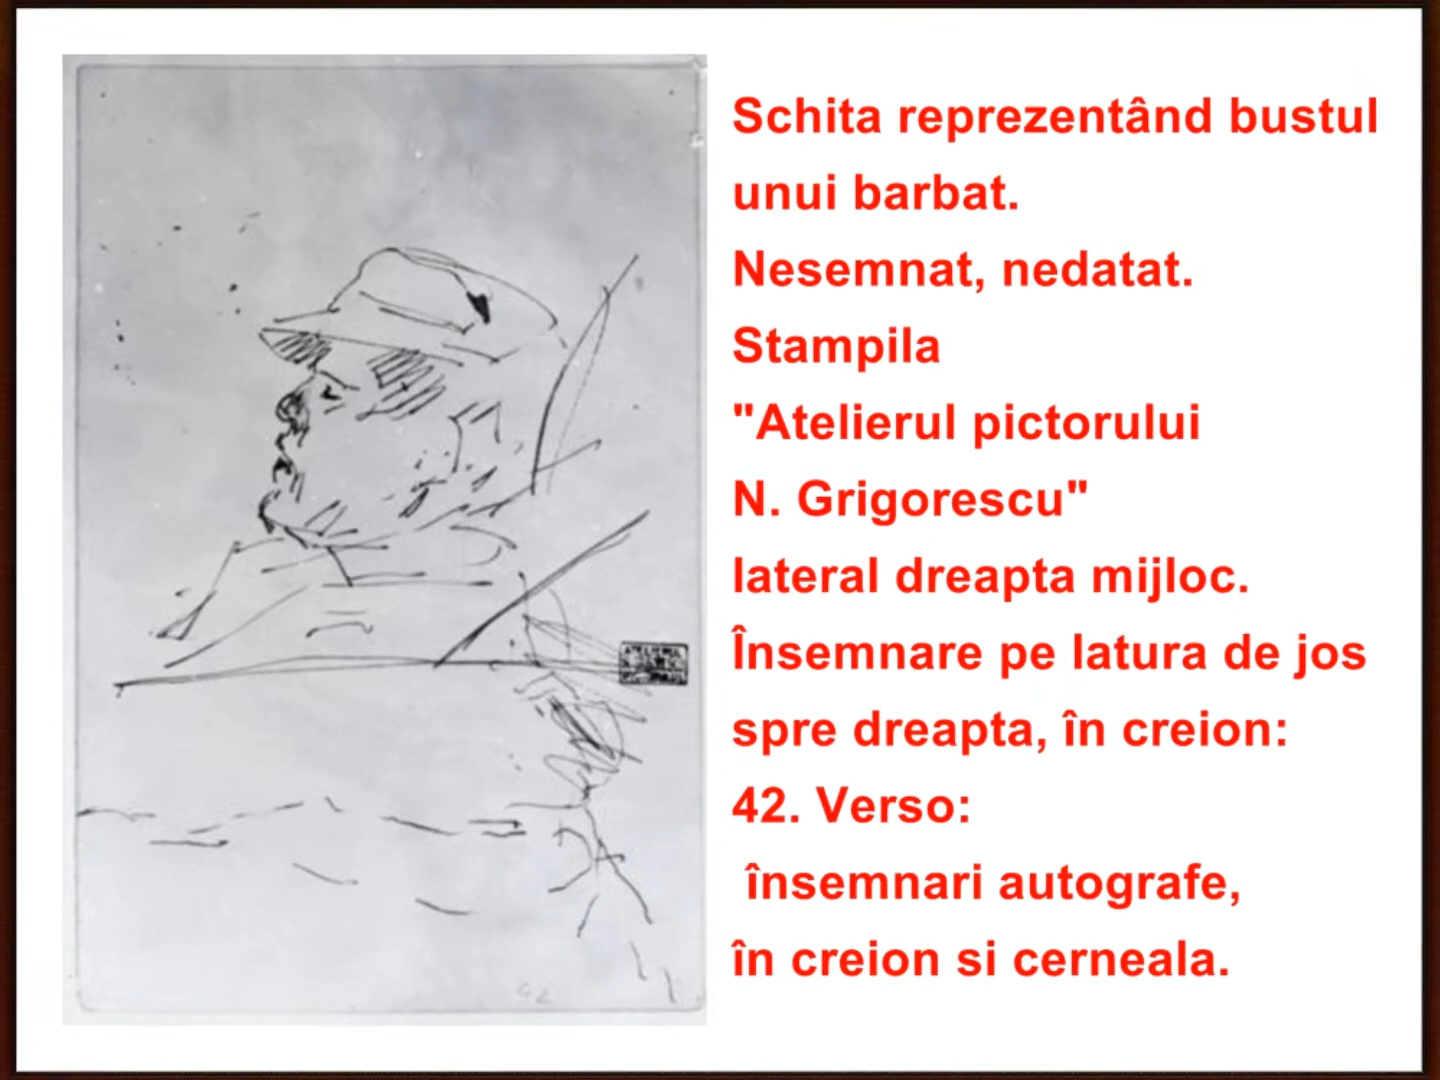 Schita reprezentând bustul
unui barbat.
Nesemnat, nedatat.
Stampila
"Atelierul pictorului
N. Grigorescu"
lateral dreapta mijloc.
Însemnare pe latura de jos
spre dreapta, în creion:
42. Verso:
însemnari autografe,
în creion si cerneala.
42